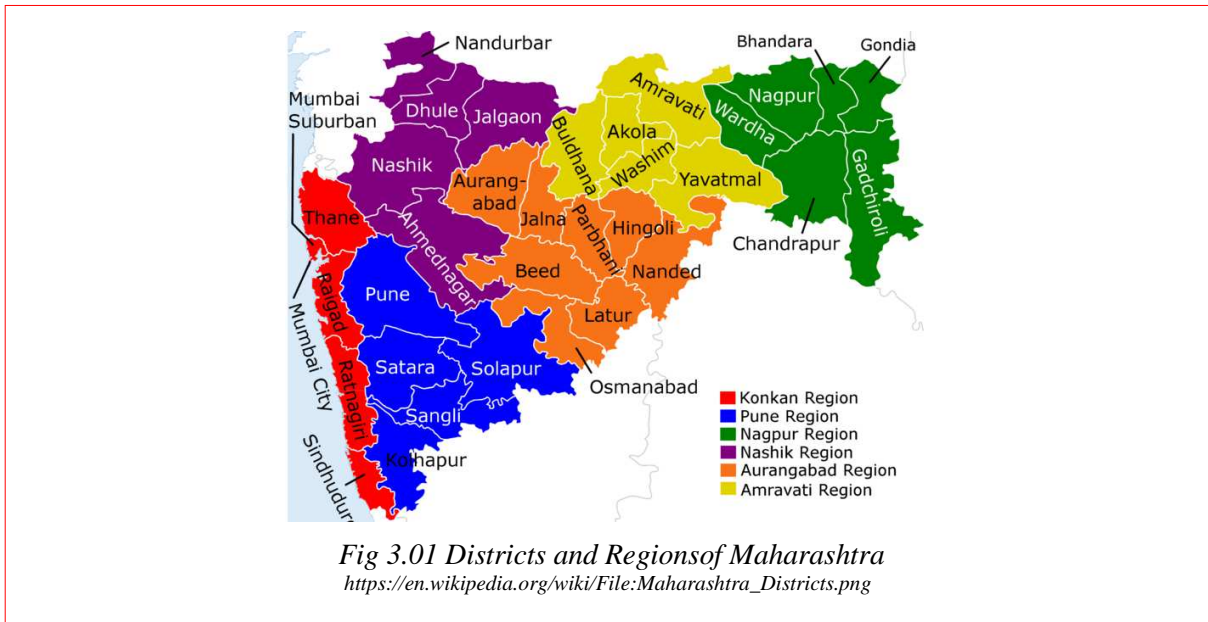 Nandurbar
Bhandara
Gondia
Mumbai
Suburban
Dhule
Jalgaon
Amravati
Nagpur
Wardha
Akola
Buldhana
Washim
Nashik
Yavatmal
Gadchiroli
Aurang-
abad
Jalna
Parbhani
Hingoli
Thane
Ahmednagar
Chandrapur
Beed
Nanded
Raigad
Pune
Latur
Mumbai City
Ratnagiri
Satara
Solapur
Osmanabad
Sangli
Kolhapur
Sindhudurg
Konkan Region
Pune Region
Nagpur Region
Nashik Region
Aurangabad Region
Amravati Region
Fig 3.01 Districts and Regionsof Maharashtra
https://en.wikipedia.org/wiki/File:Maharashtra_Districts.png